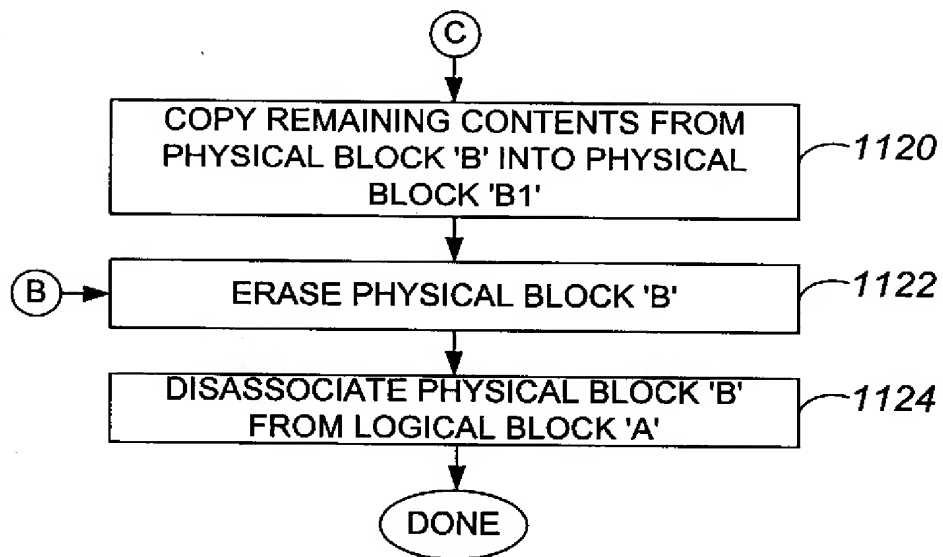 C
COPY REMAINING CONTENTS FROM
PHYSICAL BLOCK 'B' INTO PHYSICAL
BLOCK 'B1'
1120
B
ERASE PHYSICAL BLOCK 'B'
1122
DISASSOCIATE PHYSICAL BLOCK 'B'
FROM LOGICAL BLOCK 'A'
1124
DONE